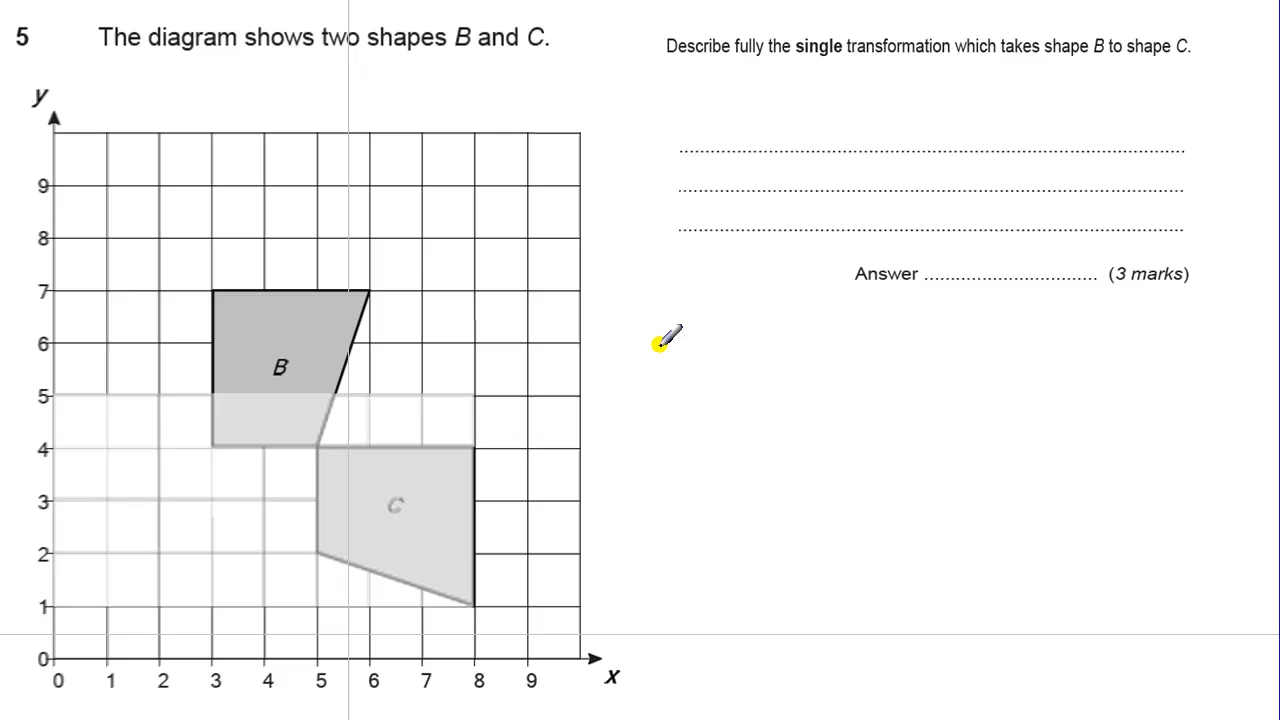 5 The diagram shows two shapes B and C.
Describe fully the single transformation which takes shape B to shape C.
Answer ................................ (3 marks)
y
9
8
7
6
5
4
3
2
1
0
B
C
0 1 2 3 4 5 6 7 8 9
x